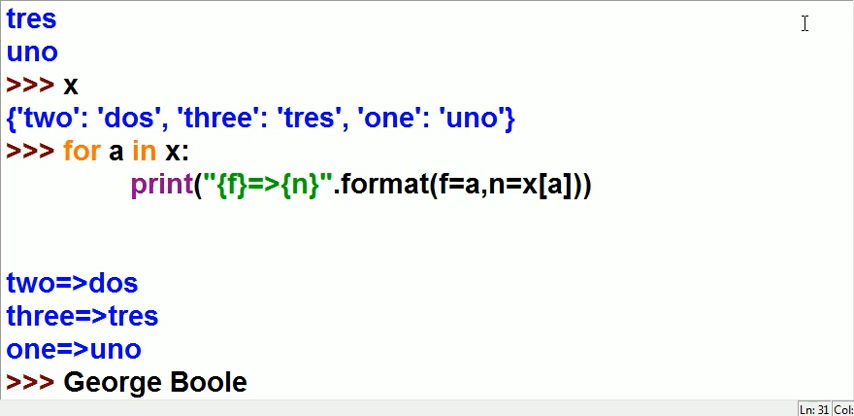 tres
uno
>>> x
{'two': 'dos', 'three': 'tres', 'one': 'uno'}
>>> for a in x:
print("{f}=>{n}".format(f=a,n=x[a]))
two=>dos
three=>tres
one=>uno
>>> George Boole
Ln: 31 Col: